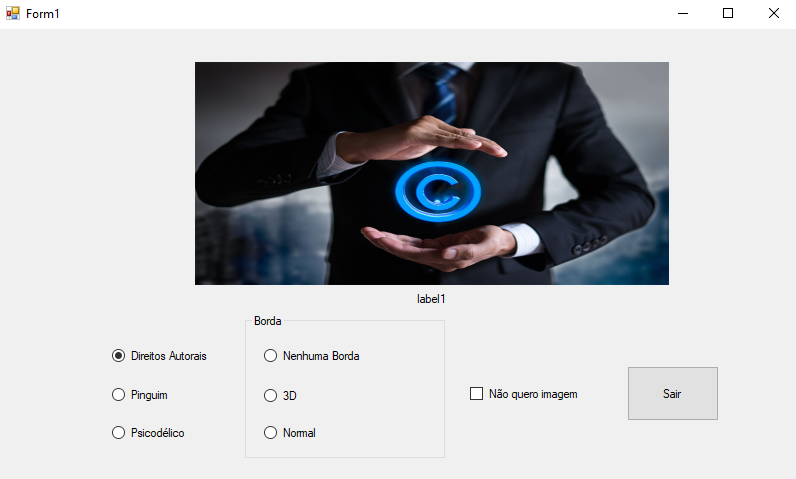 Form1
©
label1
Borda
Direitos Autorais
Nenhuma Borda
Pinguim
3D
Não quero imagem
Sair
Psicodélico
Normal